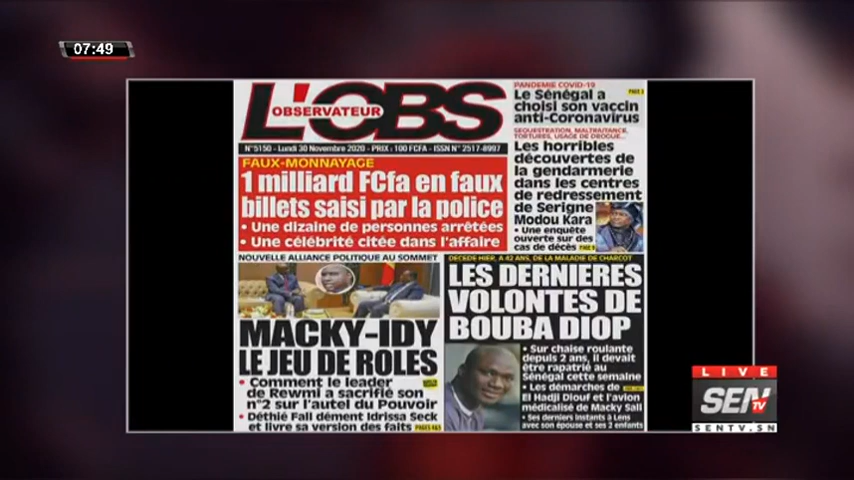 07:49
L'OBS
OBSERVATEUR
N°5150 - Lundi 30 Novembre 2020 - PRIX : 100 FCFA - ISSN N° 2517-8997
FAUX-MONNAYAGE
1 milliard FCfa en faux
billets saisi par la police
• Une dizaine de personnes arrêtées
• Une célébrité citée dans l'affaire
PANDEMIE COVID-19
Le Sénégal a
choisi son vaccin
anti-Coronavirus
PAGE 3
SEQUESTRATION, MALTRAITANCE,
TORTURES, USAGE DE DROGUE...
Les horribles
découvertes de
la gendarmerie
dans les centres
de redressement
de Serigne
Modou Kara
• Une enquête
ouverte sur des
cas de décès
PAGE 9
NOUVELLE ALLIANCE POLITIQUE AU SOMMET
MACKY-IDY
LE JEU DE ROLES
• Comment le leader
de Rewmi a sacrifié son
n°2 sur l'autel du Pouvoir
• Déthié Fall dément Idrissa Seck
et livre sa version des faits
PAGES 4&5
DECEDE HIER, A 42 ANS, DE LA MALADIE DE CHARCOT
LES DERNIERES
VOLONTES DE
BOUBA DIOP
• Sur chaise roulante
depuis 2 ans, il devait
être rapatrié au
Sénégal cette semaine
• Les démarches de
El Hadji Diouf et l'avion
médicalisé de Macky Sall
• Ses derniers instants à Lens
avec son épouse et ses 2 enfants
LIVE
SEN TV
SENTV.SN